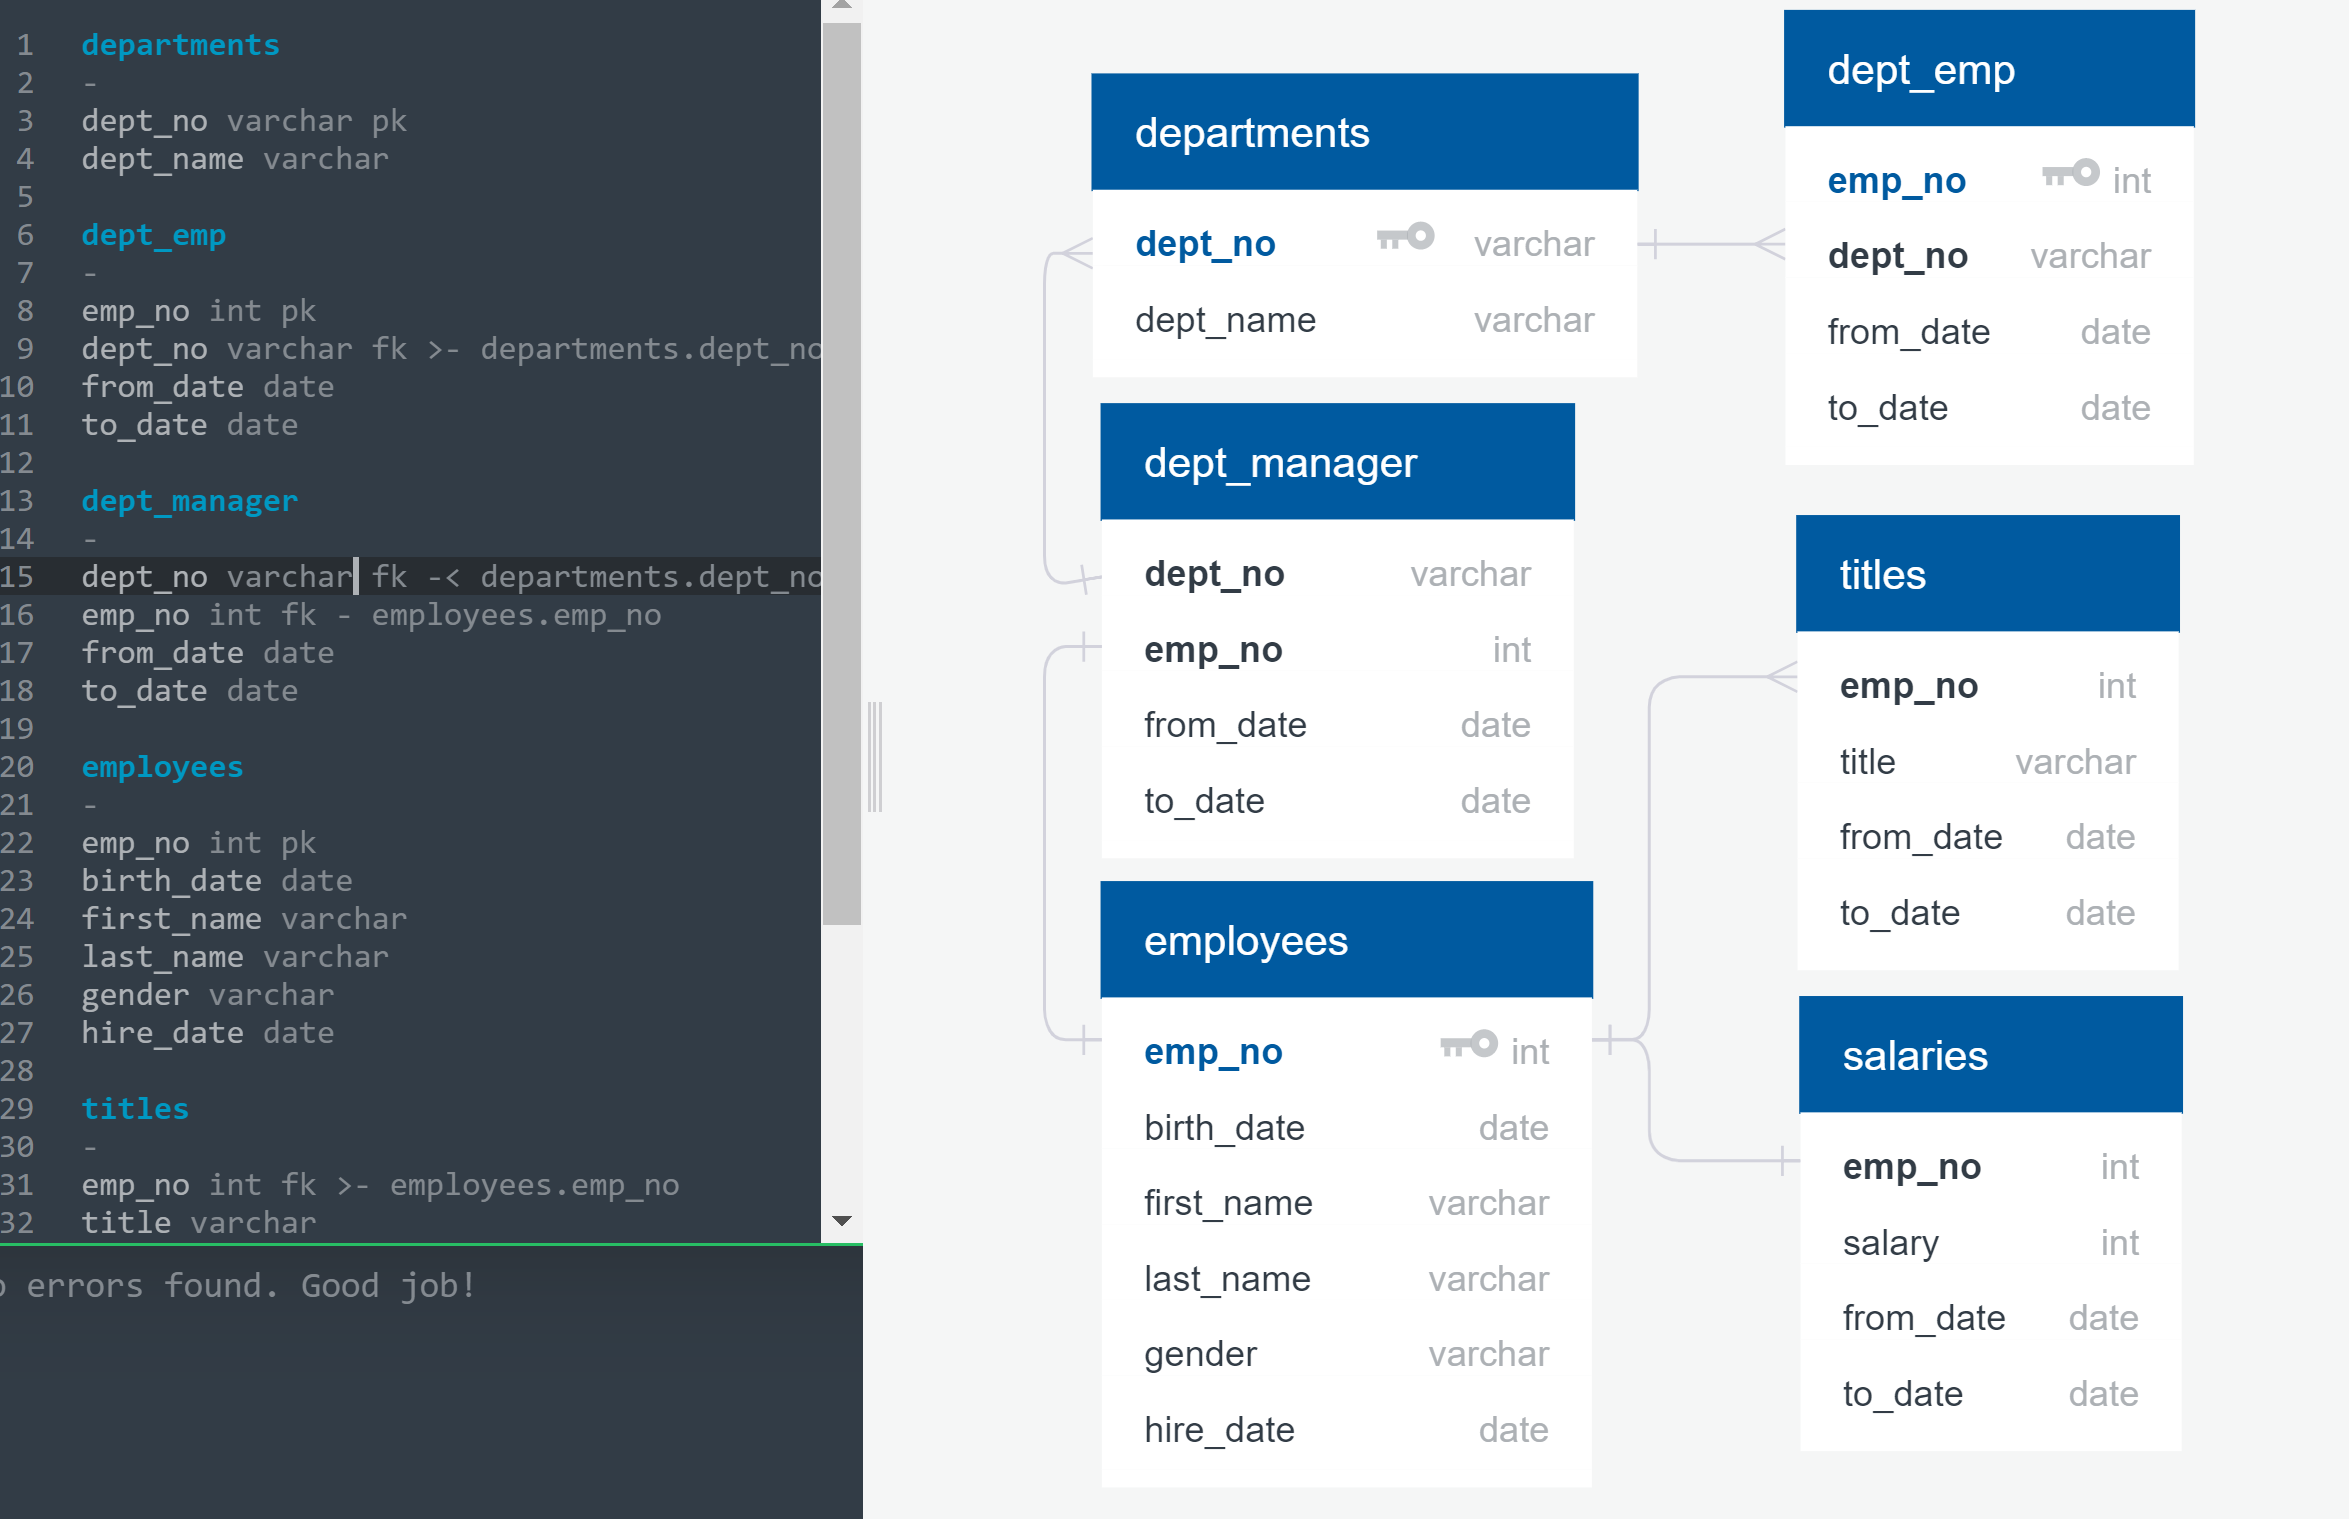 1 departments
2 -
3 dept_no varchar pk
4 dept_name varchar
5
6 dept_emp
7 -
8 emp_no int pk
9 dept_no varchar fk >- departments.dept_no
10 from_date date
11 to_date date
12
13 dept_manager
14 -
15 dept_no varchar fk -< departments.dept_no
16 emp_no int fk - employees.emp_no
17 from_date date
18 to_date date
19
20 employees
21 -
22 emp_no int pk
23 birth_date date
24 first_name varchar
25 last_name varchar
26 gender varchar
27 hire_date date
28
29 titles
30 -
31 emp_no int fk >- employees.emp_no
32 title varchar
errors found. Good job!
departments
dept_no varchar
dept_name varchar
dept_emp
emp_no int
dept_no varchar
from_date date
to_date date
dept_manager
dept_no varchar
emp_no int
from_date date
to_date date
titles
emp_no int
title varchar
from_date date
to_date date
employees
emp_no int
birth_date date
first_name varchar
last_name varchar
gender varchar
hire_date date
salaries
emp_no int
salary int
from_date date
to_date date